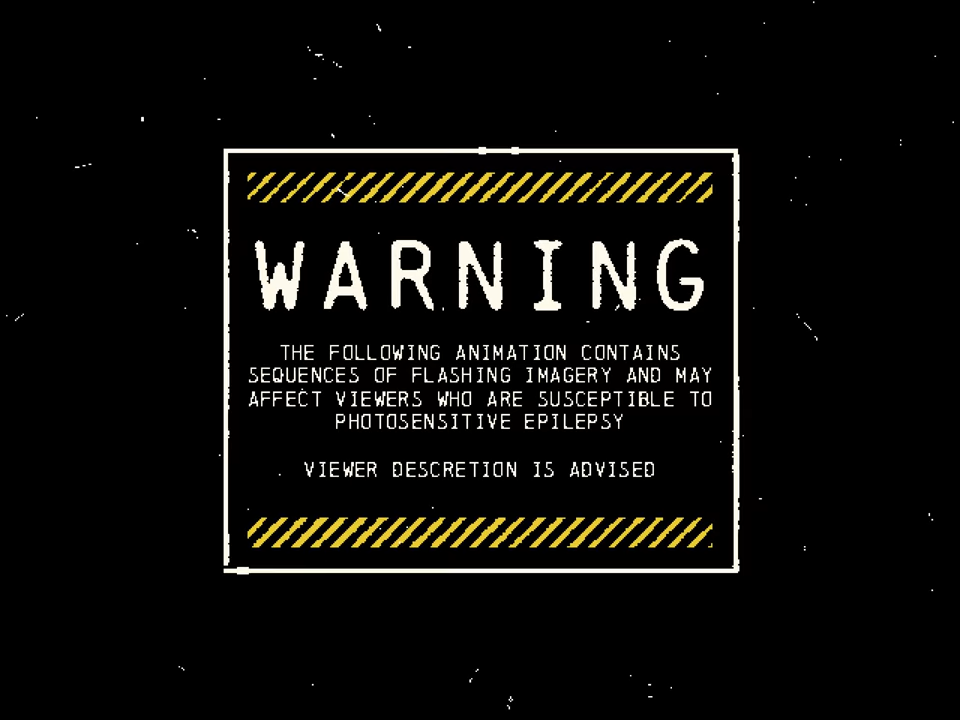 WARNING
THE FOLLOWING ANIMATION CONTAINS
SEQUENCES OF FLASHING IMAGERY AND MAY
AFFECT VIEWERS WHO ARE SUSCEPTIBLE TO
PHOTOSENSITIVE EPILEPSY
VIEWER DESCRETION IS ADVISED